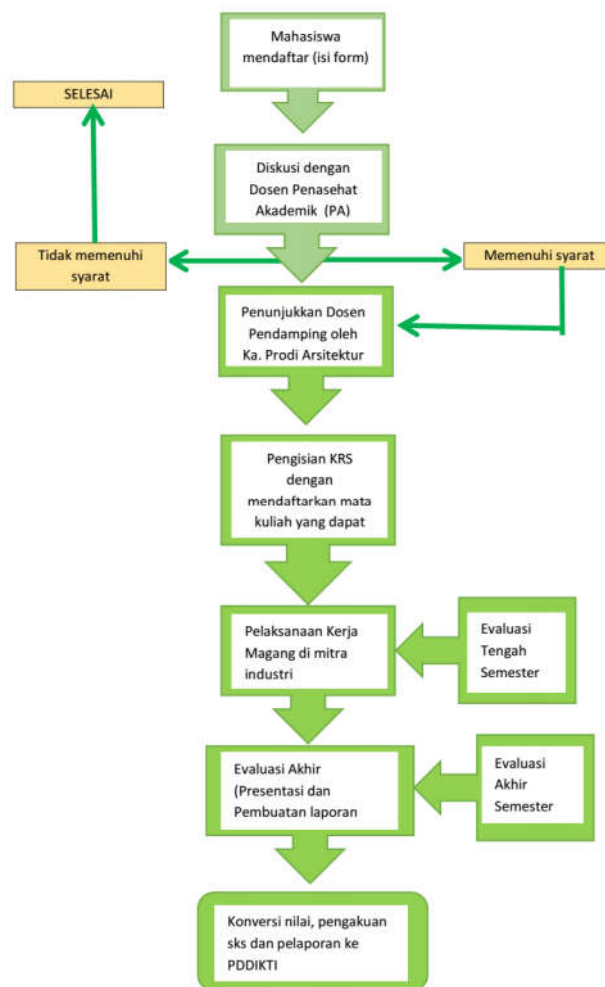 Mahasiswa
mendaftar (isi form)
SELESAI
Diskusi dengan
Dosen Penasehat
Akademik (PA)
Tidak memenuhi
syarat
Memenuhi syarat
Penunjukkan Dosen
Pendamping oleh
Ka. Prodi Arsitektur
Pengisian KRS
dengan
mendaftarkan mata
kuliah yang dapat
Pelaksanaan Kerja
Magang di mitra
industri
Evaluasi
Tengah
Semester
Evaluasi Akhir
(Presentasi dan
Pembuatan laporan
Evaluasi
Akhir
Semester
Konversi nilai, pengakuan
sks dan pelaporan ke
PDDIKTI